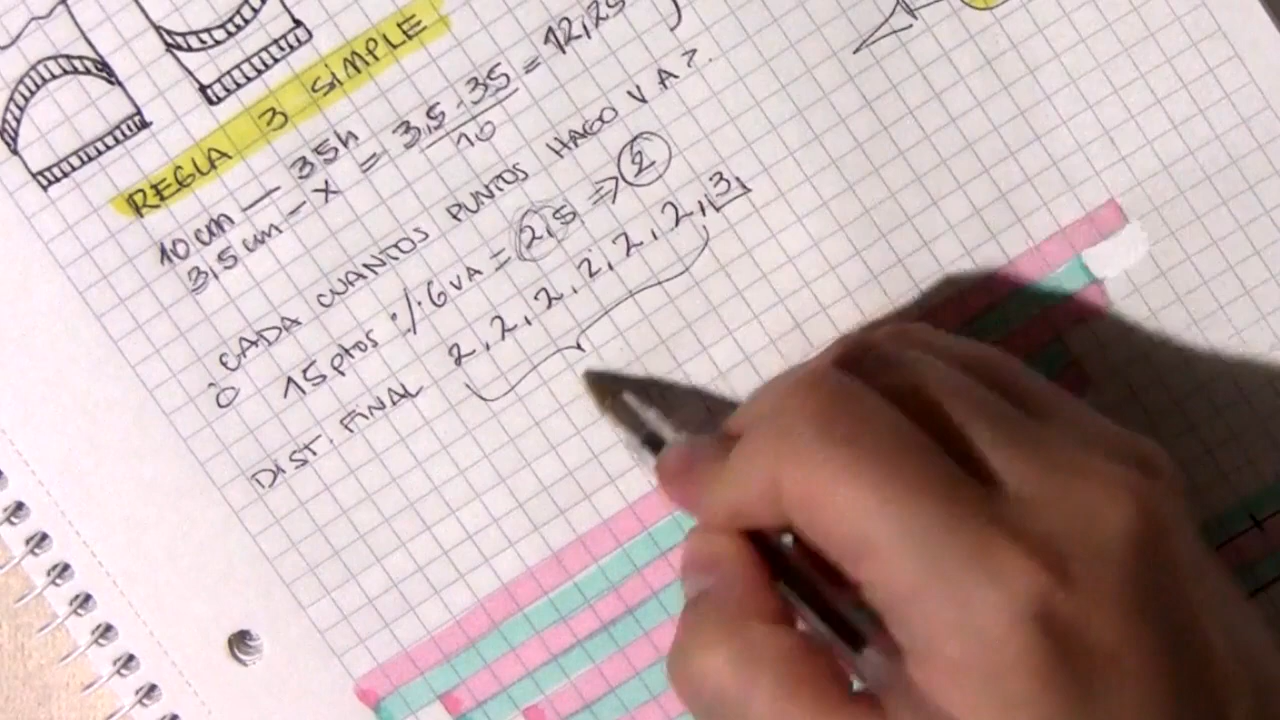 REGLA 3 SIMPLE
10 cm — 35h
3,5 cm - X = 3,5 · 35 / 10 = 12,25
CADA CUANTOS PUNTOS HAGO V A?.
15 ptos % 6 VA = 2,5 => 2
DIST. FINAL 2, 2, 2, 2, 2, 2, 3,